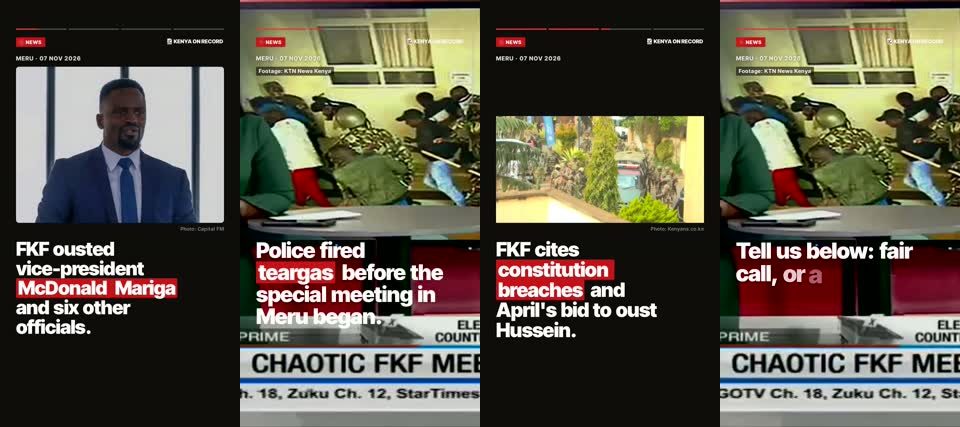 NEWS
KENYA ON RECORD
MERU · 07 NOV 2026
Photo: Capital FM
FKF ousted
vice-president
McDonald Mariga
and six other
officials.
NEWS
KENYA ON RECORD
MERU · 07 NOV 2026
Footage: KTN News Kenya
Police fired
teargas before the
special meeting in
Meru began.
PRIME
ELE
COUNT
CHAOTIC FKF MEE
h. 18, Zuku Ch. 12, StarTimes
NEWS
KENYA ON RECORD
MERU · 07 NOV 2026
Photo: Kenyans.co.ke
FKF cites
constitution
breaches and
April's bid to oust
Hussein.
NEWS
KENYA ON RECORD
MERU · 07 NOV 2026
Footage: KTN News Kenya
Tell us below: fair
call, or a
PRIME
ELE
COUNT
CHAOTIC FKF MEE
GOTV Ch. 18, Zuku Ch. 12, StarTimes